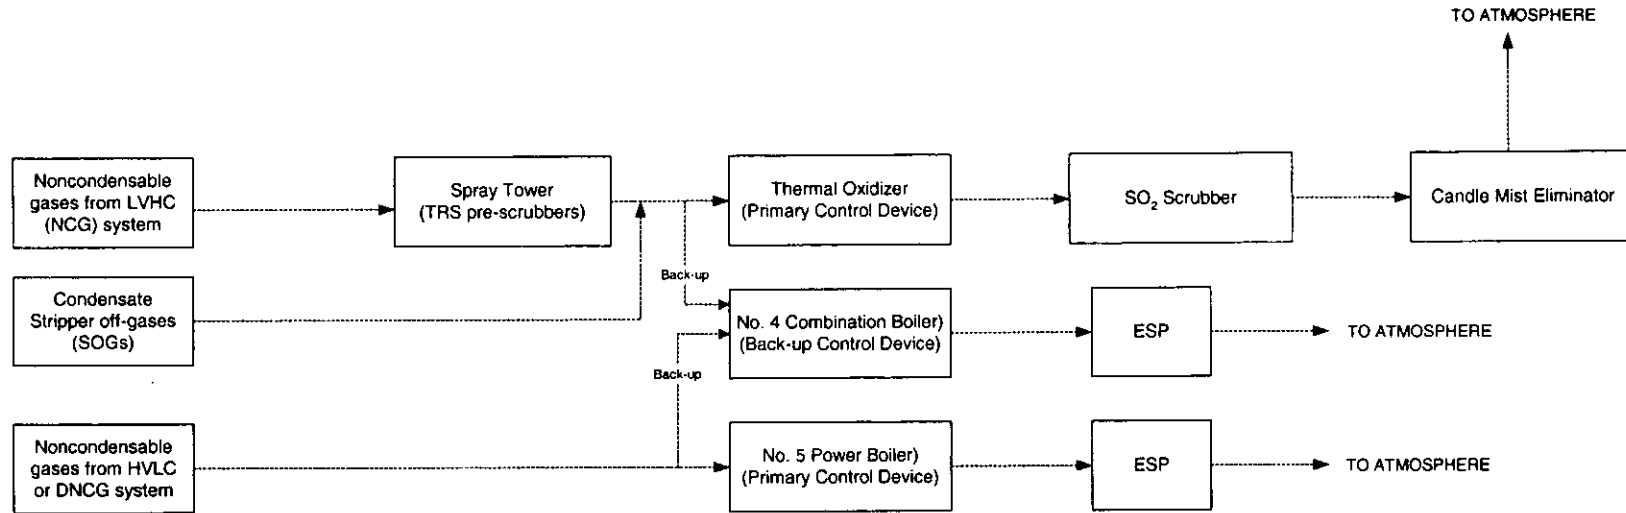 TO ATMOSPHERE
Noncondensable
gases from LVHC
(NCG) system
Spray Tower
(TRS pre-scrubbers)
Thermal Oxidizer
(Primary Control Device)
SO₂ Scrubber
Candle Mist Eliminator
Back-up
Condensate
Stripper off-gases
(SOGs)
No. 4 Combination Boiler)
(Back-up Control Device)
ESP
TO ATMOSPHERE
Back-up
Noncondensable
gases from HVLC
or DNCG system
No. 5 Power Boiler)
(Primary Control Device)
ESP
TO ATMOSPHERE